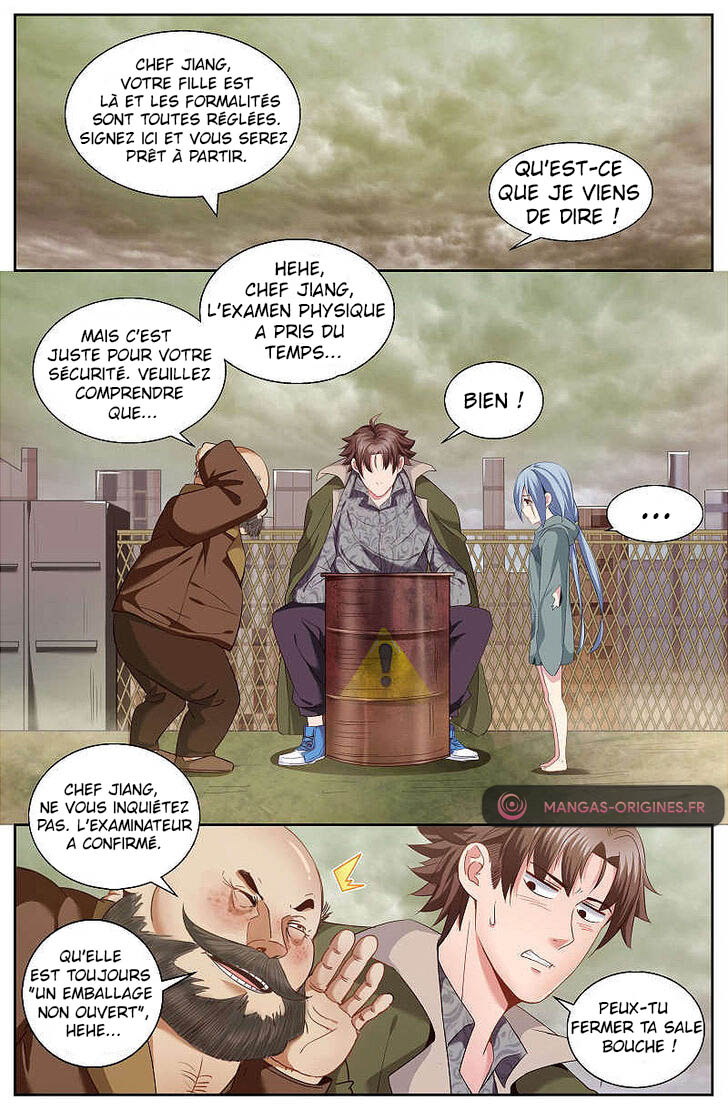 CHEF JIANG,
VOTRE FILLE EST
LÀ ET LES FORMALITÉS
SONT TOUTES RÉGLÉES.
SIGNEZ ICI ET VOUS SEREZ
PRÊT À PARTIR.
QU'EST-CE
QUE JE VIENS
DE DIRE !
HEHE,
CHEF JIANG,
L'EXAMEN PHYSIQUE
A PRIS DU
TEMPS...
MAIS C'EST
JUSTE POUR VOTRE
SÉCURITÉ. VEUILLEZ
COMPRENDRE
QUE...
BIEN !
...
!
MANGAS-ORIGINES.FR
CHEF JIANG,
NE VOUS INQUIÉTEZ
PAS. L'EXAMINATEUR
A CONFIRMÉ.
QU'ELLE
EST TOUJOURS
"UN EMBALLAGE
NON OUVERT",
HEHE...
PEUX-TU
FERMER TA SALE
BOUCHE !